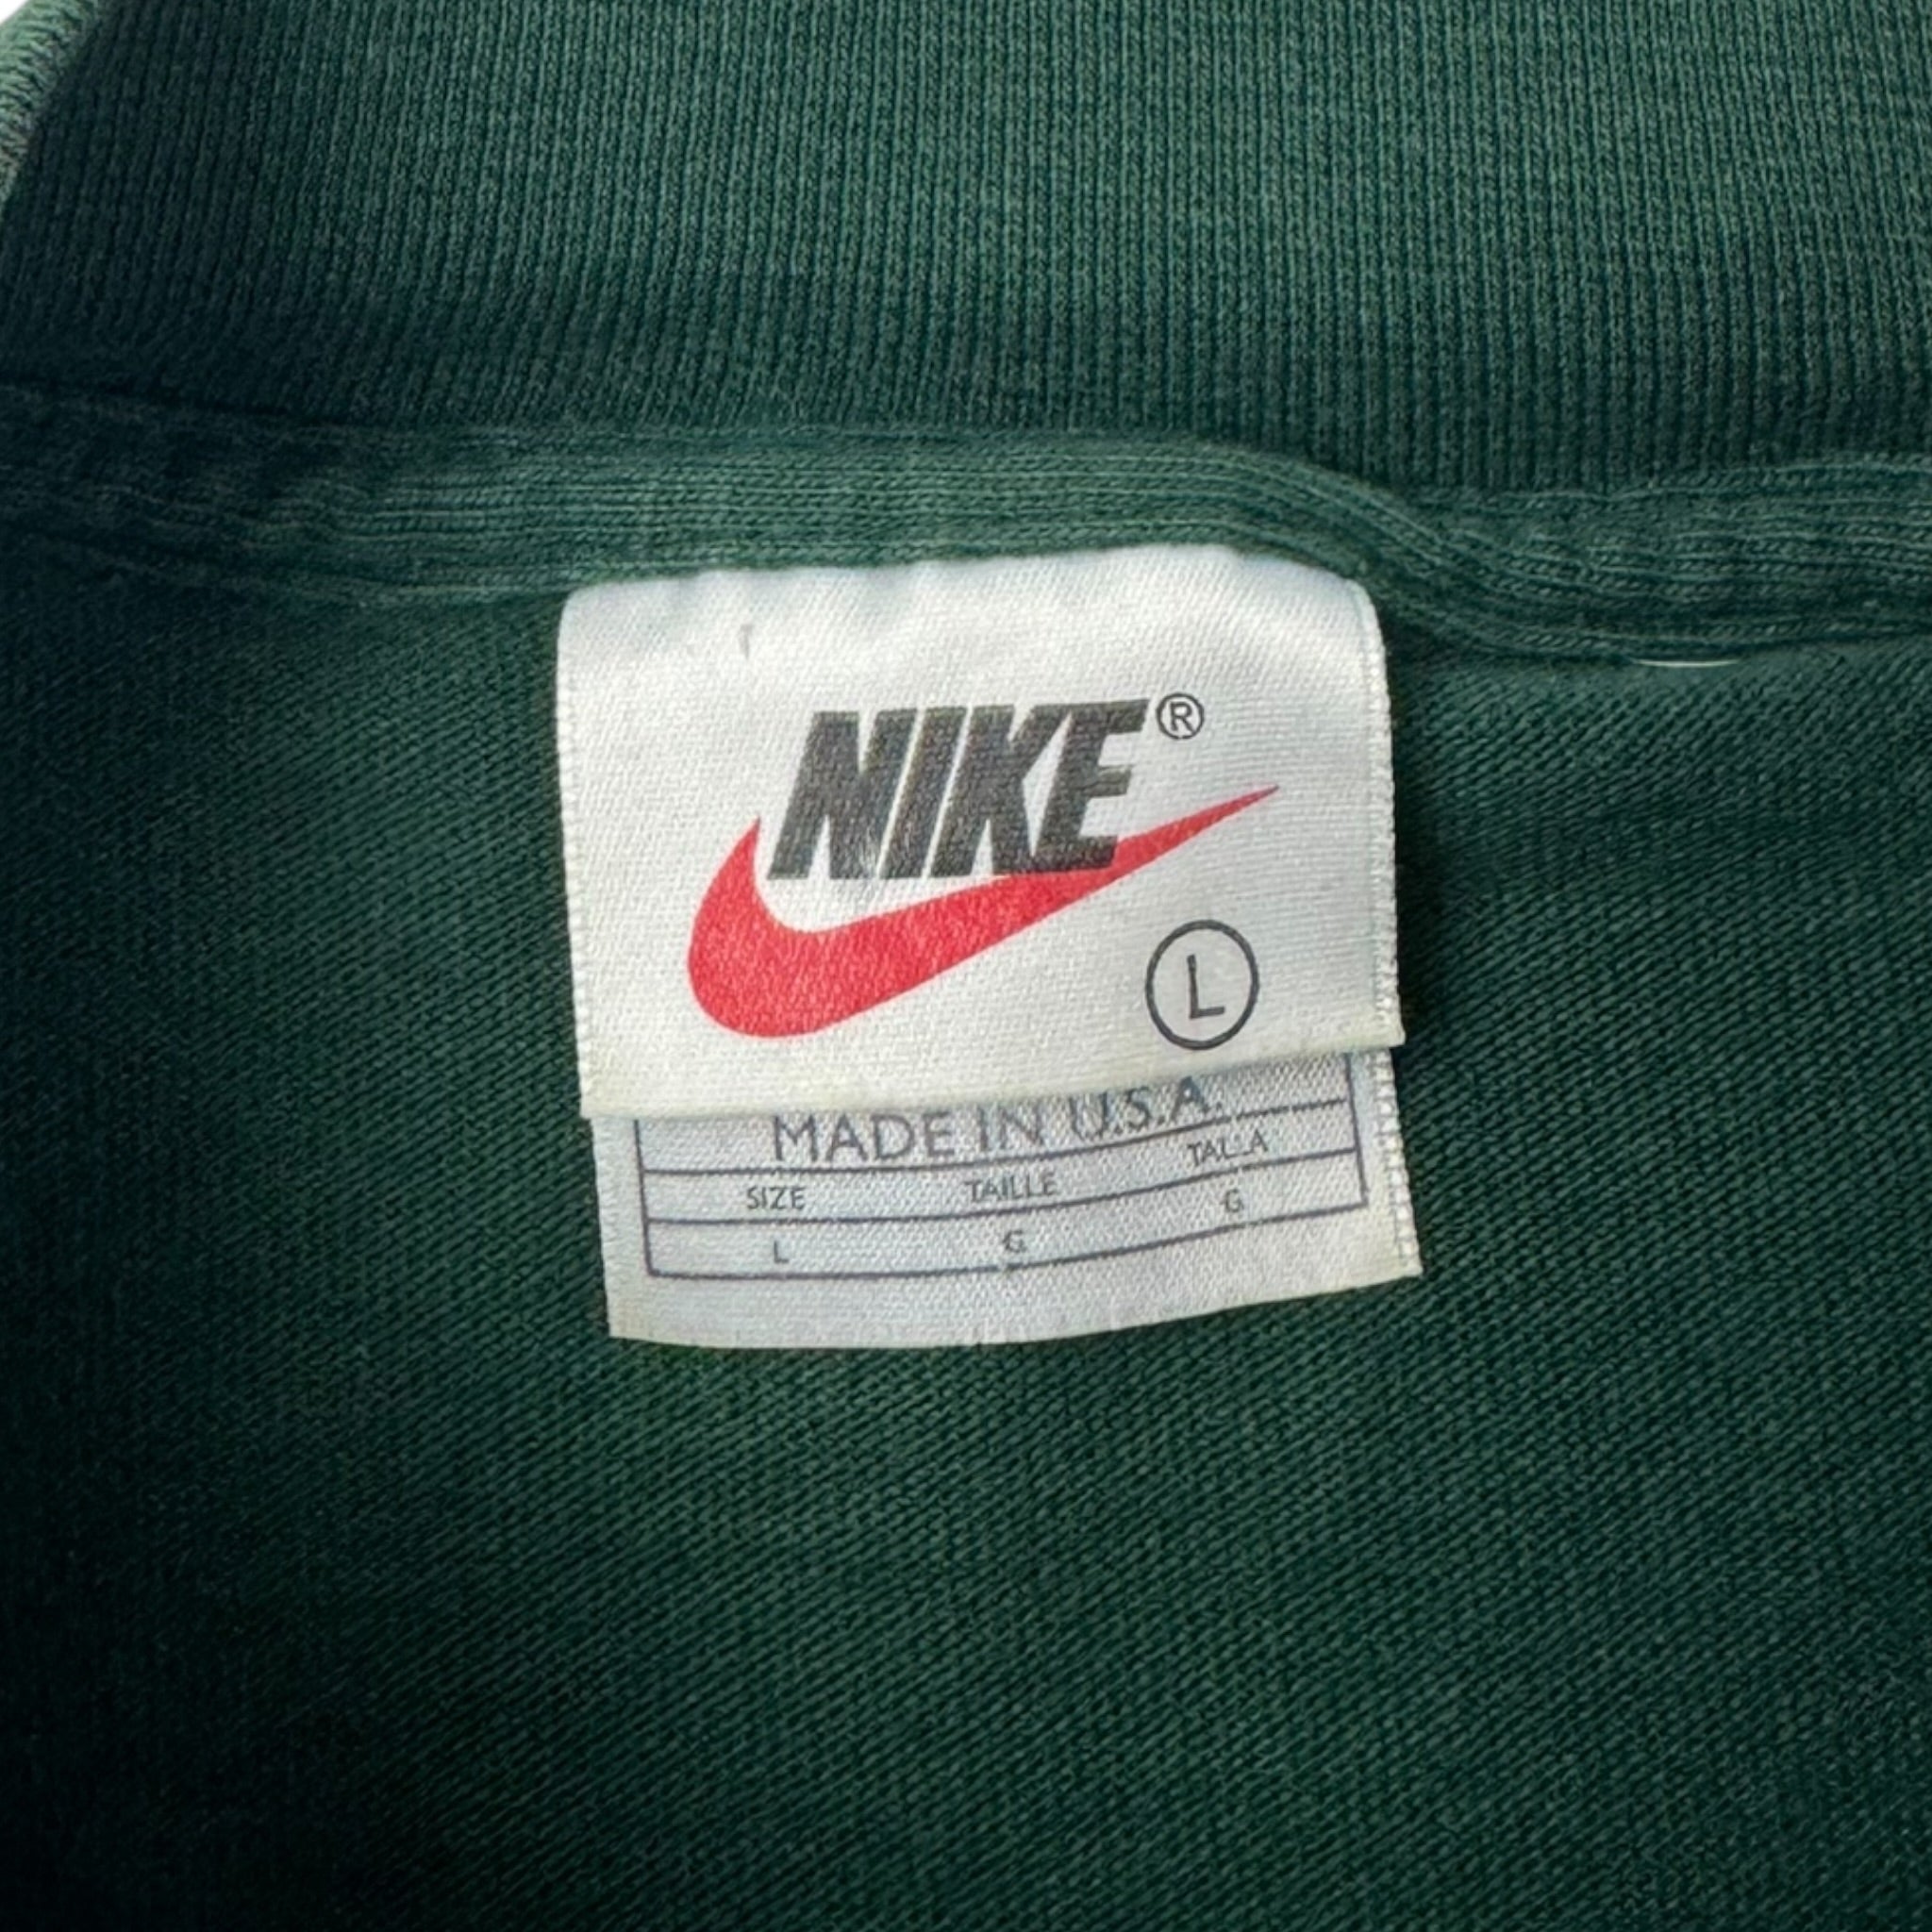 NIKE®
L
MADE IN U.S.A.
SIZE TAILLE TALLA
L G G